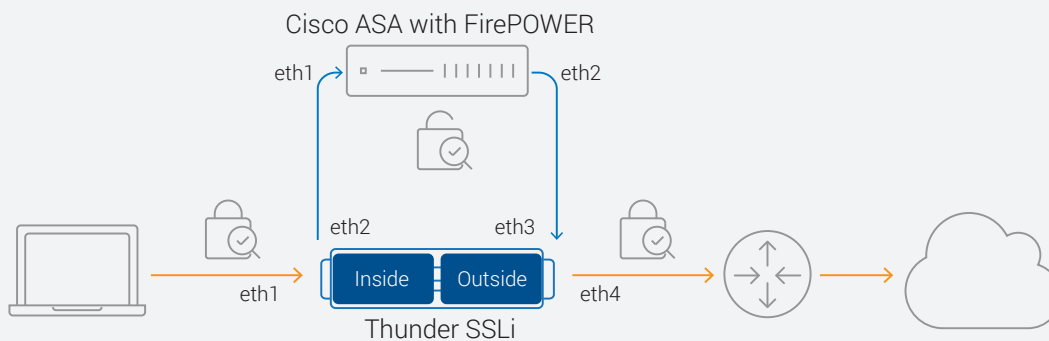 Cisco ASA with FirePOWER
eth1
eth2
eth2
eth3
eth1
Inside
Outside
eth4
Thunder SSLi